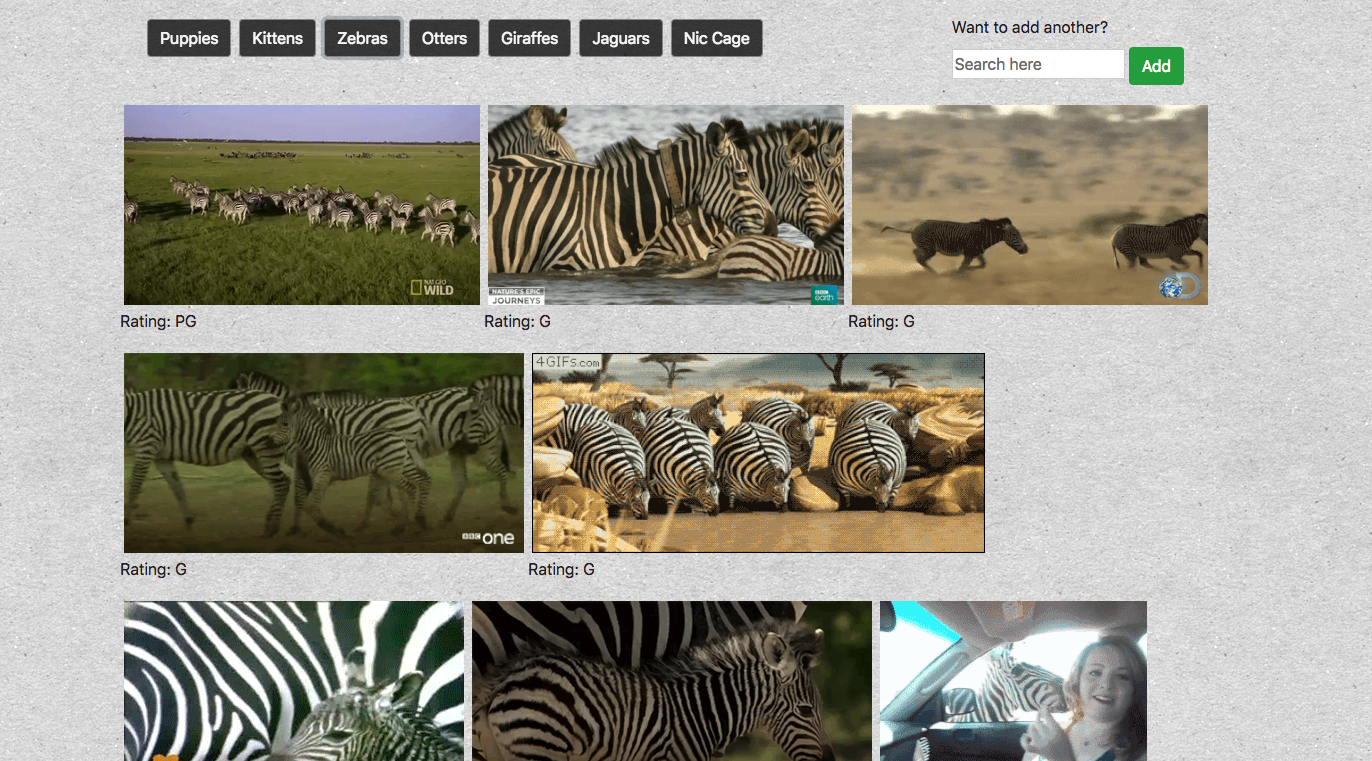 Puppies
Kittens
Zebras
Otters
Giraffes
Jaguars
Nic Cage
Want to add another?
Search here
Add
NAT GEO
WILD
NATURE'S EPIC
JOURNEYS
BBC
earth
Rating: PG
Rating: G
Rating: G
BBC one
4GIFs.com
Rating: G
Rating: G